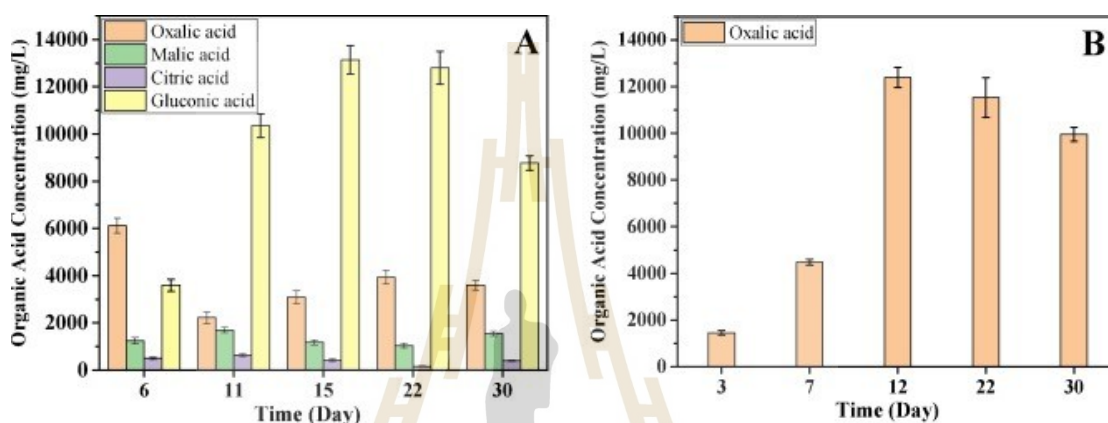 A
Oxalic acid
Malic acid
Citric acid
Gluconic acid
Organic Acid Concentration (mg/L)
14000
12000
10000
8000
6000
4000
2000
0
6 11 15 22 30
Time (Day)
B
Oxalic acid
Organic Acid Concentration (mg/L)
14000
12000
10000
8000
6000
4000
2000
0
3 7 12 22 30
Time (Day)